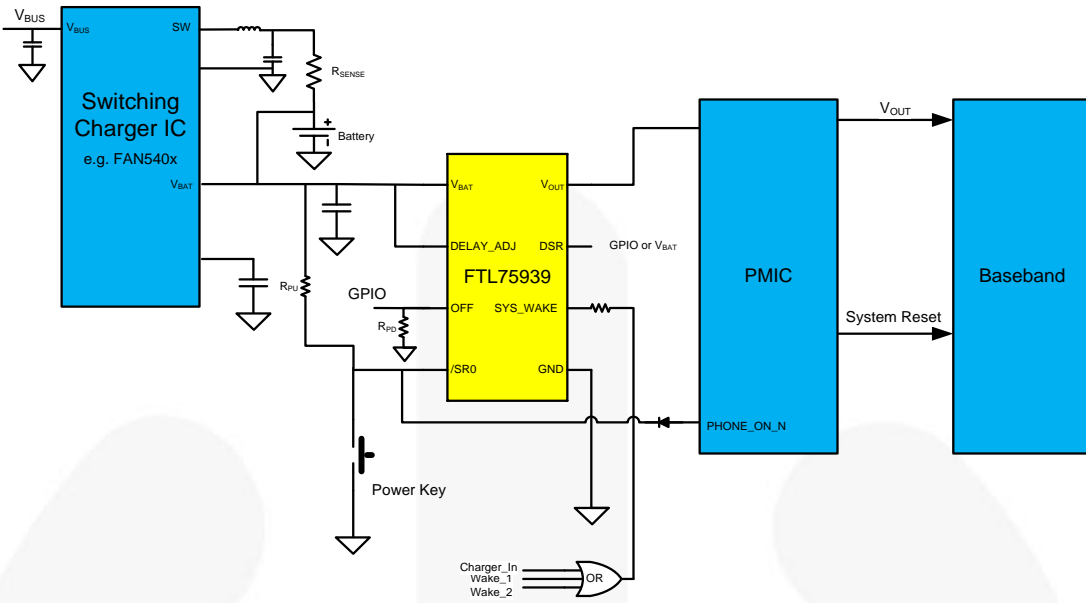 VBUS
VBUS
SW
Switching
Charger IC
e.g. FAN540x
VBAT
RSENSE
+
-
Battery
RPU
GPIO
RPD
Power Key
VBAT
VOUT
DELAY_ADJ
DSR
FTL75939
OFF
SYS_WAKE
/SR0
GND
GPIO or VBAT
PMIC
PHONE_ON_N
VOUT
System Reset
Baseband
Charger_In
Wake_1
Wake_2
OR